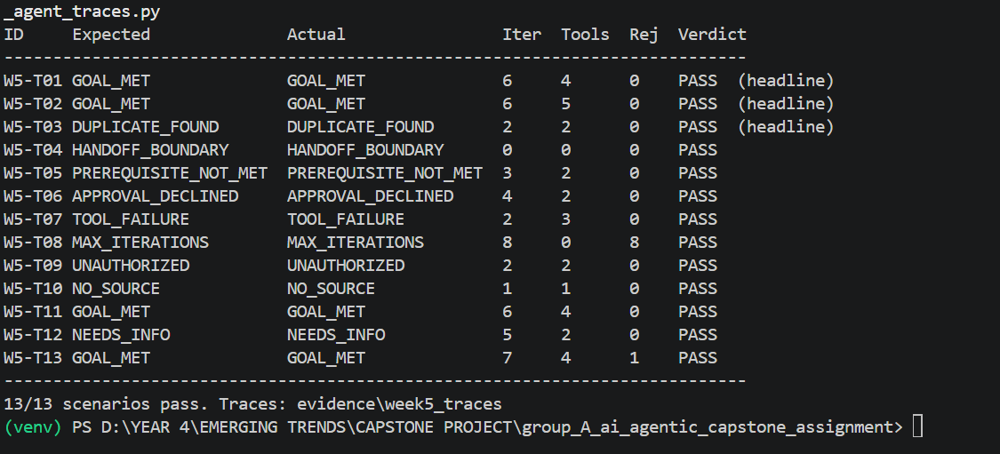 _agent_traces.py
ID Expected Actual Iter Tools Rej Verdict
----------------------------------------------------------------------------
W5-T01 GOAL_MET GOAL_MET 6 4 0 PASS (headline)
W5-T02 GOAL_MET GOAL_MET 6 5 0 PASS (headline)
W5-T03 DUPLICATE_FOUND DUPLICATE_FOUND 2 2 0 PASS (headline)
W5-T04 HANDOFF_BOUNDARY HANDOFF_BOUNDARY 0 0 0 PASS
W5-T05 PREREQUISITE_NOT_MET PREREQUISITE_NOT_MET 3 2 0 PASS
W5-T06 APPROVAL_DECLINED APPROVAL_DECLINED 4 2 0 PASS
W5-T07 TOOL_FAILURE TOOL_FAILURE 2 3 0 PASS
W5-T08 MAX_ITERATIONS MAX_ITERATIONS 8 0 8 PASS
W5-T09 UNAUTHORIZED UNAUTHORIZED 2 2 0 PASS
W5-T10 NO_SOURCE NO_SOURCE 1 1 0 PASS
W5-T11 GOAL_MET GOAL_MET 6 4 0 PASS
W5-T12 NEEDS_INFO NEEDS_INFO 5 2 0 PASS
W5-T13 GOAL_MET GOAL_MET 7 4 1 PASS
----------------------------------------------------------------------------
13/13 scenarios pass. Traces: evidence\week5_traces
(venv) PS D:\YEAR 4\EMERGING TRENDS\CAPSTONE PROJECT\group_A_ai_agentic_capstone_assignment>